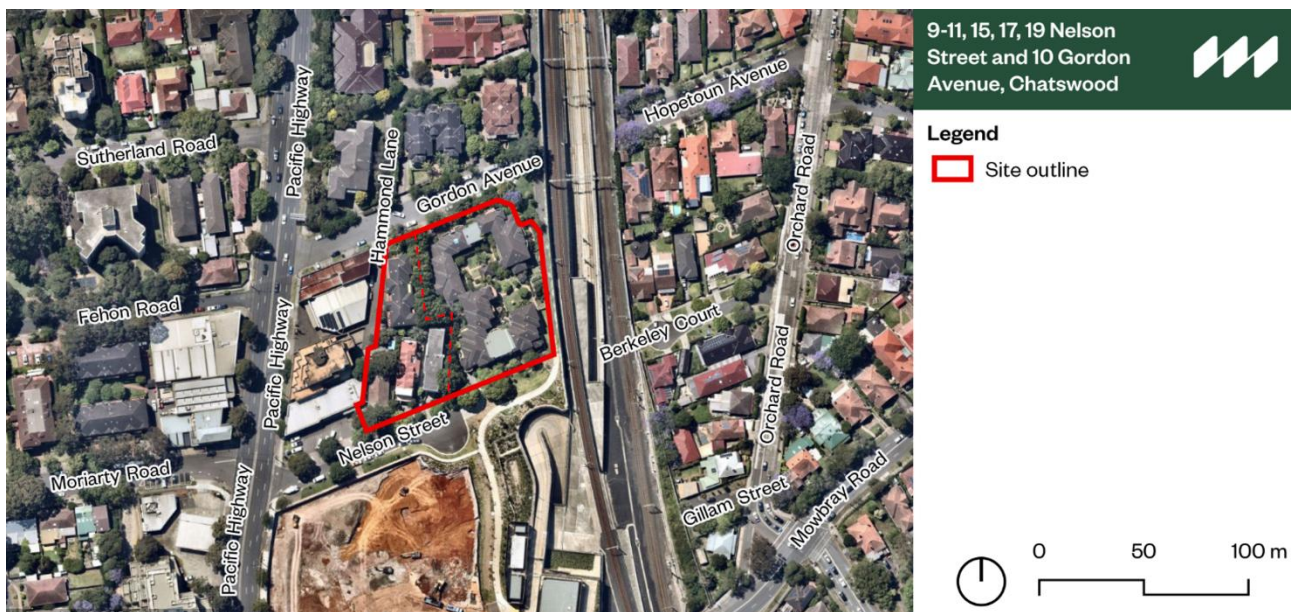 9-11, 15, 17, 19 Nelson
Street and 10 Gordon
Avenue, Chatswood
Legend
Site outline
Pacific Highway
Hopetoun Avenue
Sutherland Road
Hammond Lane
Gordon Avenue
Orchard Road
Fehon Road
Pacific Highway
Berkeley Court
Orchard Road
Nelson Street
Moriarty Road
Pacific Highway
Gillam Street
Mowbray Road
0
50
100 m